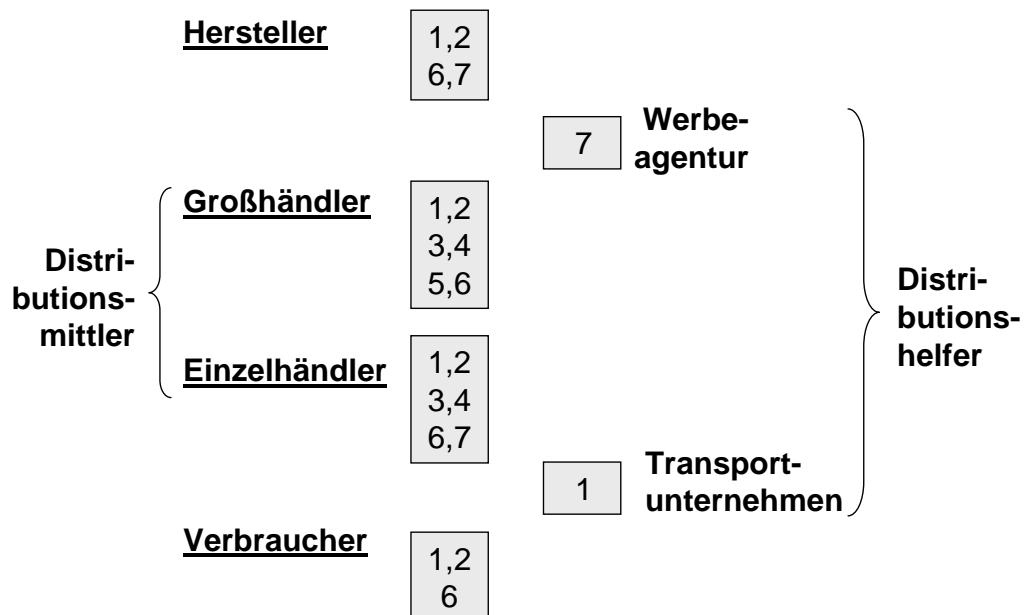 Hersteller
1,2
6,7
7
Werbe-
agentur
Großhändler
1,2
3,4
5,6
Distri-
butions-
mittler
Distri-
butions-
helfer
Einzelhändler
1,2
3,4
6,7
1
Transport-
unternehmen
Verbraucher
1,2
6